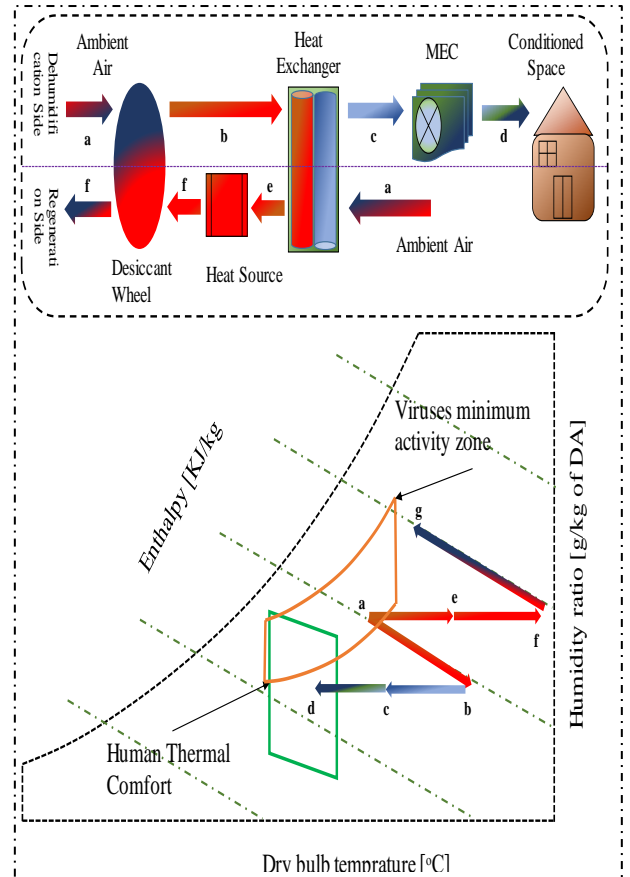 Ambient
Air
Heat
Exchanger
MEC
Conditioned
Space
Dehumidifi
cation Side
a
b
c
d
Regenerati
on Side
f
f
e
a
Ambient Air
Desiccant
Wheel
Heat Source
Viruses minimum
activity zone
Enthalpy [KJ/kg
Humidity ratio [g/kg of DA]
g
a
e
f
d
c
b
Human Thermal
Comfort
Dry bulb temprature [°C]